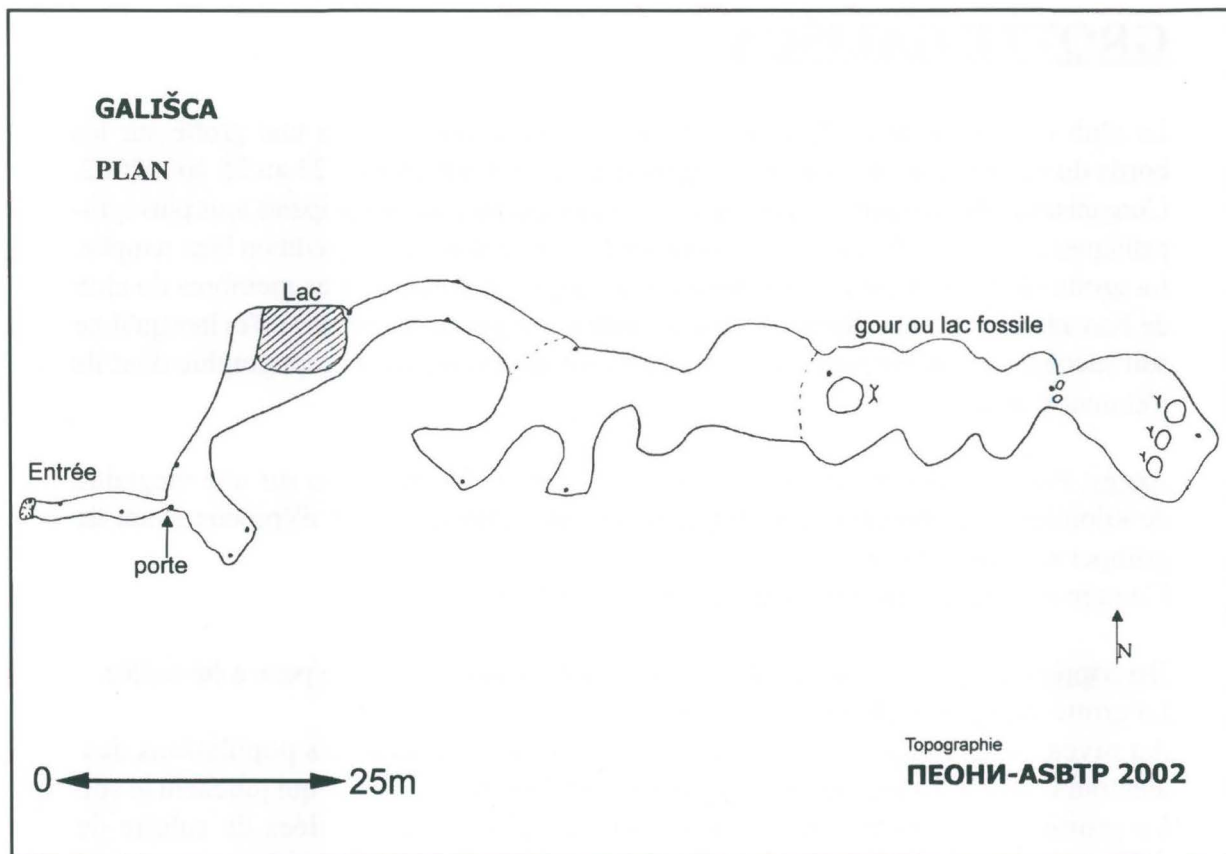 GALIŠCA
PLAN
Lac
gour ou lac fossile
Entrée
porte
N
Topographie
0 25m
ПЕОНИ-ASBTP 2002